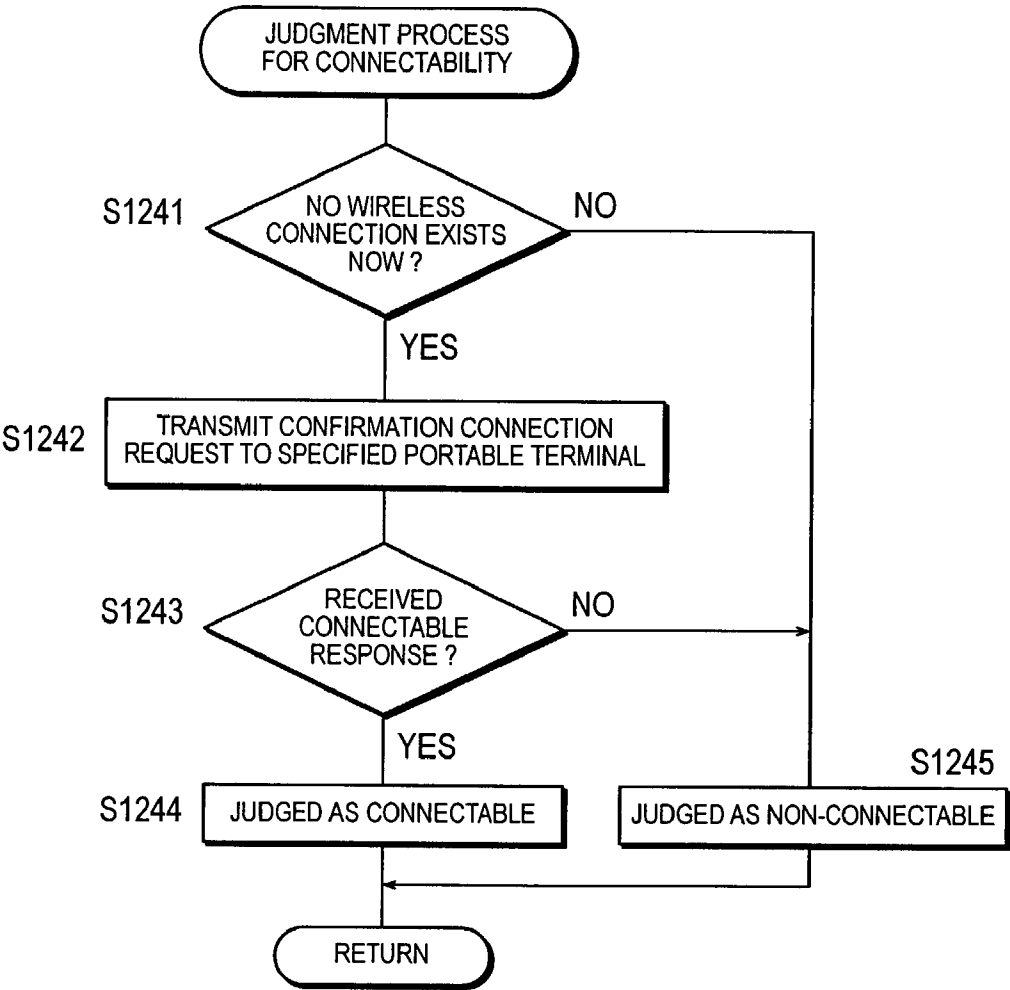 JUDGMENT PROCESS
FOR CONNECTABILITY
S1241
NO WIRELESS
CONNECTION EXISTS
NOW ?
NO
YES
S1242
TRANSMIT CONFIRMATION CONNECTION
REQUEST TO SPECIFIED PORTABLE TERMINAL
S1243
RECEIVED
CONNECTABLE
RESPONSE ?
NO
YES
S1244
JUDGED AS CONNECTABLE
S1245
JUDGED AS NON-CONNECTABLE
RETURN